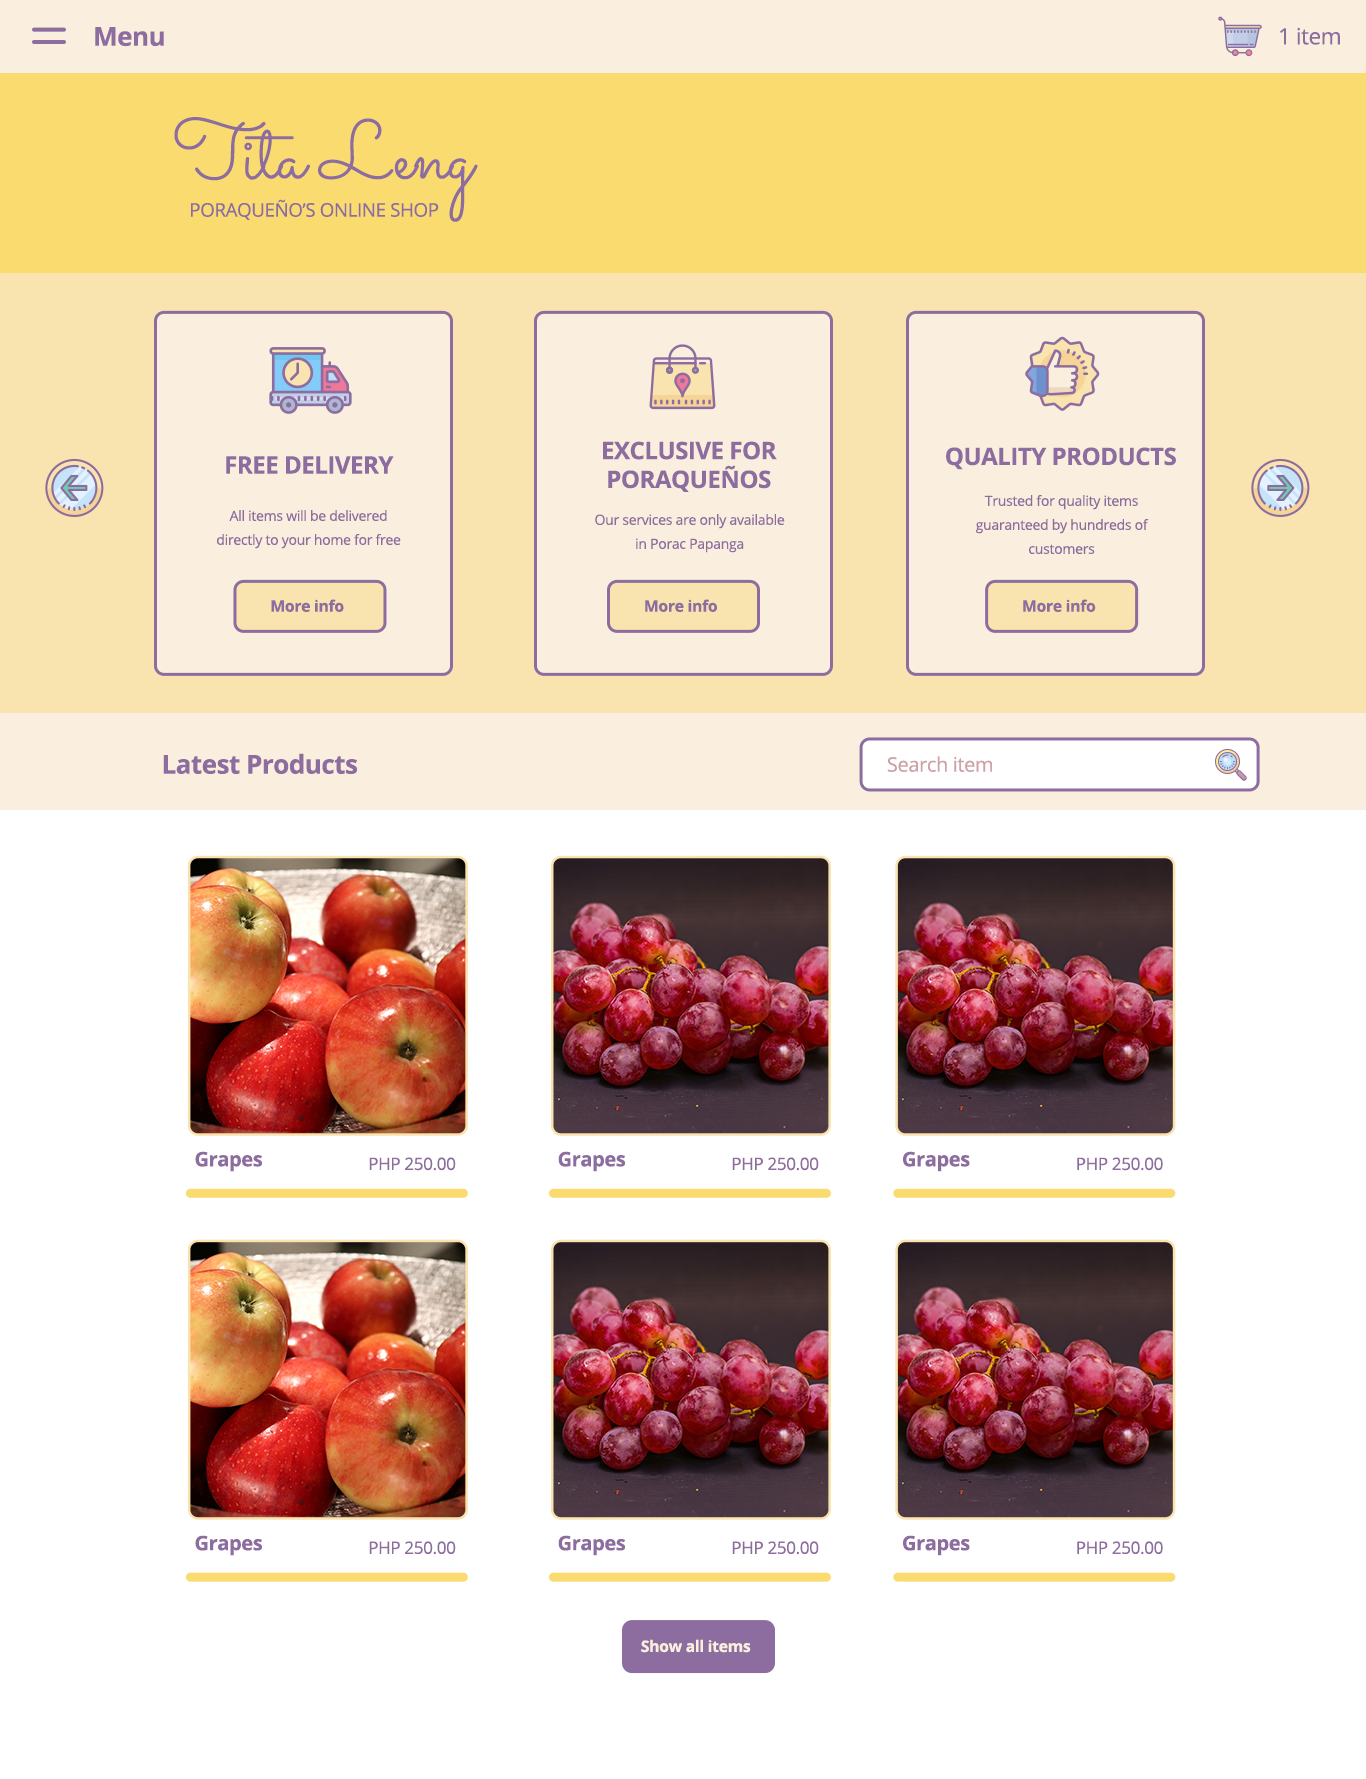 Menu
1 item
Tita Leng
PORAQUEÑO'S ONLINE SHOP
FREE DELIVERY
All items will be delivered
directly to your home for free
More info
EXCLUSIVE FOR
PORAQUEÑOS
Our services are only available
in Porac Papanga
More info
QUALITY PRODUCTS
Trusted for quality items
guaranteed by hundreds of
customers
More info
Latest Products
Search item
Grapes PHP 250.00
Grapes PHP 250.00
Grapes PHP 250.00
Grapes PHP 250.00
Grapes PHP 250.00
Grapes PHP 250.00
Show all items